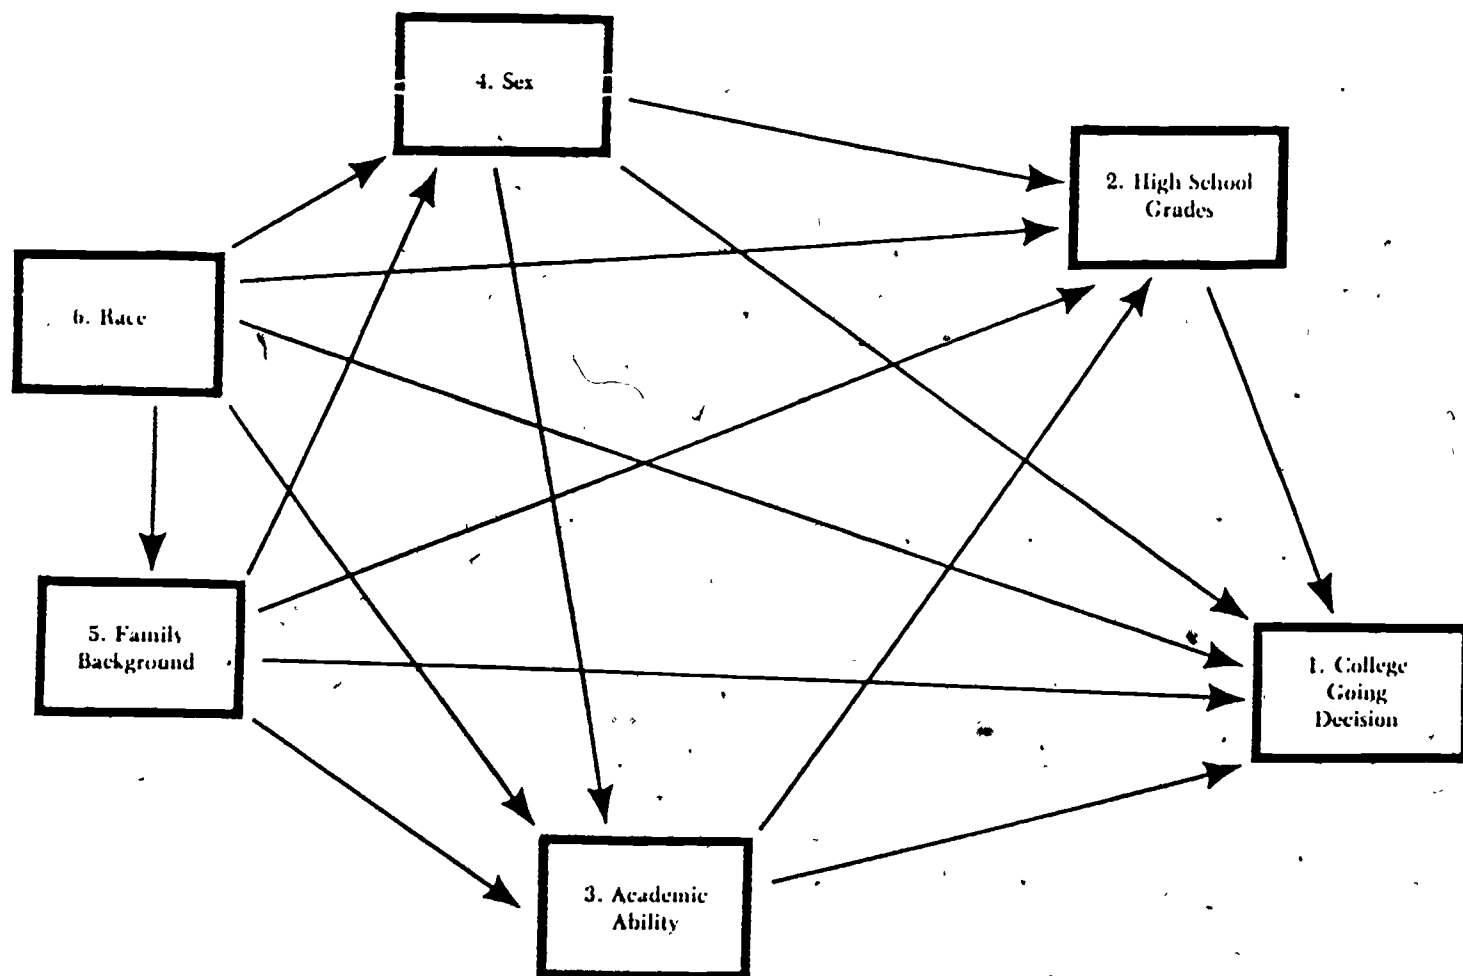 4. Sex
2. High School
Grades
6. Race
5. Family
Background
1. College
Going
Decision
3. Academic
Ability